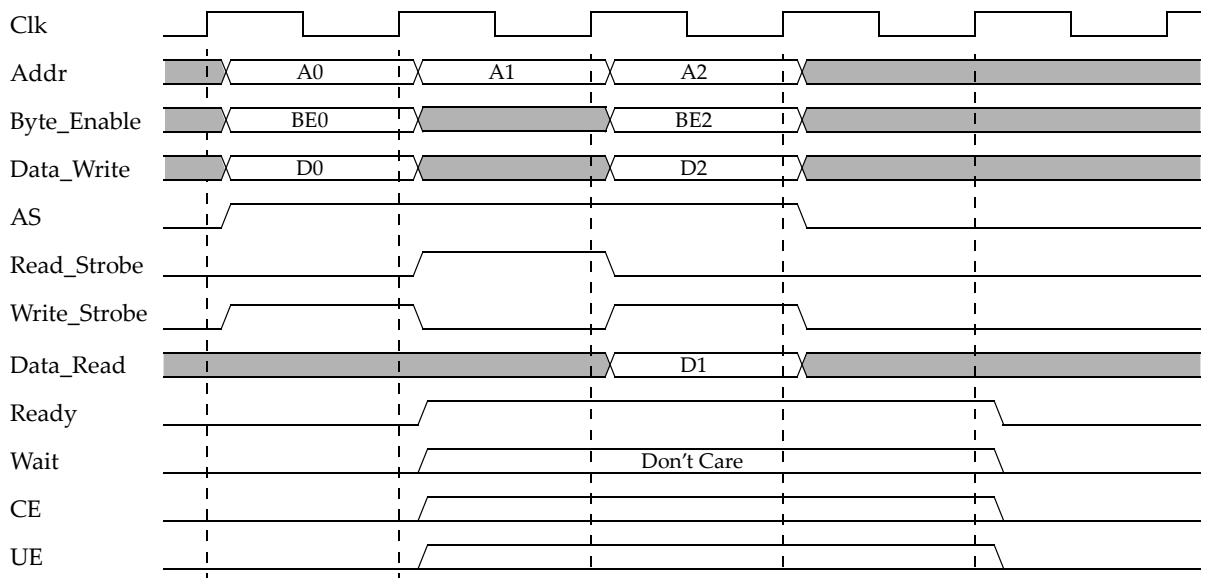 Clk
Addr A0 A1 A2
Byte_Enable BE0 BE2
Data_Write D0 D2
AS
Read_Strobe
Write_Strobe
Data_Read D1
Ready
Wait Don't Care
CE
UE